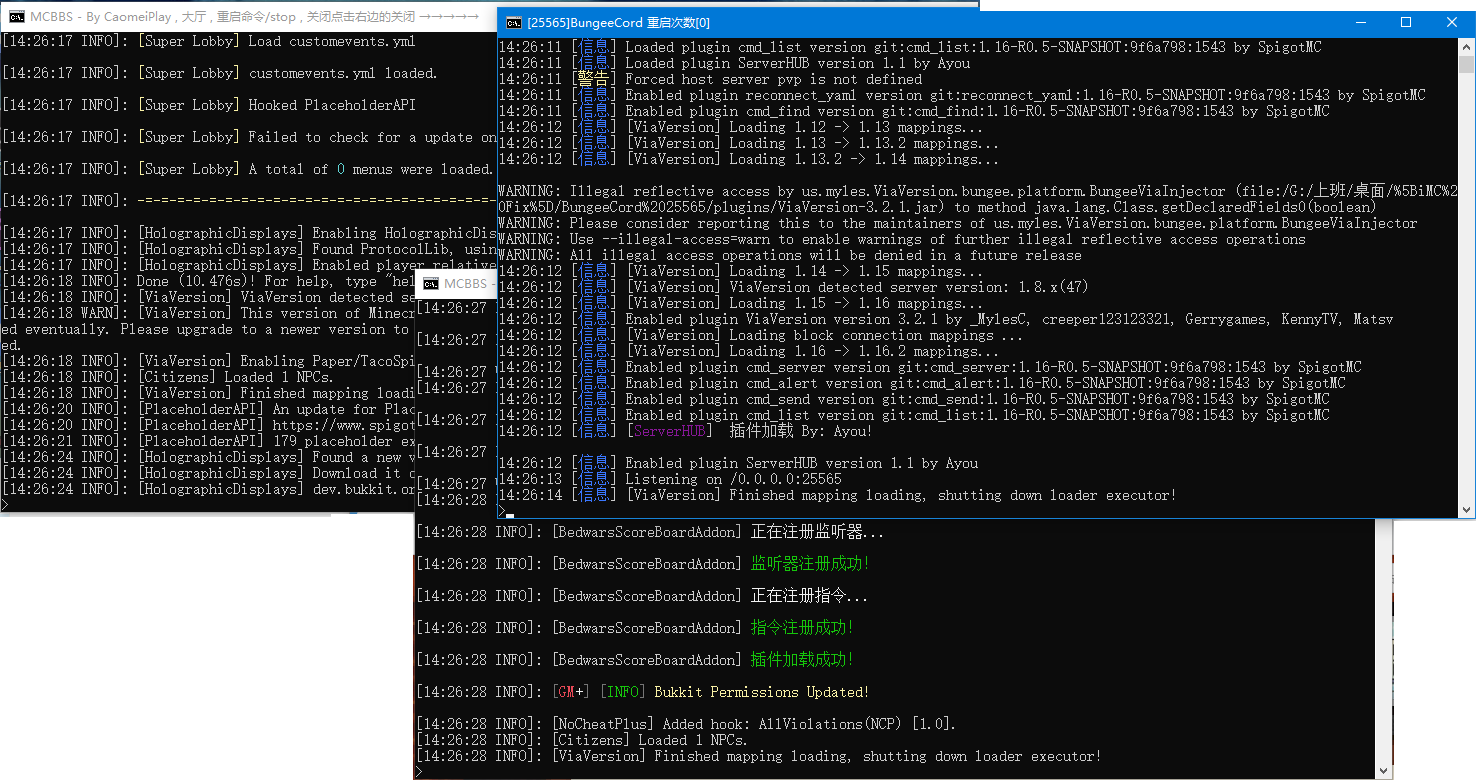 MCBBS - By CaomeiPlay , 大厅 , 重启命令/stop , 关闭点击右边的关闭 →→→→→
[14:26:17 INFO]: [Super Lobby] Load customevents.yml
[14:26:17 INFO]: [Super Lobby] customevents.yml loaded.
[14:26:17 INFO]: [Super Lobby] Hooked PlaceholderAPI
[14:26:17 INFO]: [Super Lobby] Failed to check for a update on
[14:26:17 INFO]: [Super Lobby] A total of 0 menus were loaded.
[14:26:17 INFO]: -=-=-=-=-=-=-=-=-=-=-=-=-=-=-=-=-=-=-=-=-=-=-
[14:26:17 INFO]: [HolographicDisplays] Enabling HolographicDis
[14:26:17 INFO]: [HolographicDisplays] Found ProtocolLib, usin
[14:26:17 INFO]: [HolographicDisplays] Enabled player relative
[14:26:18 INFO]: Done (10.476s)! For help, type "hel
[14:26:18 INFO]: [ViaVersion] ViaVersion detected se
[14:26:18 WARN]: [ViaVersion] This version of Minecr
ed eventually. Please upgrade to a newer version to
ed.
[14:26:18 INFO]: [ViaVersion] Enabling Paper/TacoSpi
[14:26:18 INFO]: [Citizens] Loaded 1 NPCs.
[14:26:18 INFO]: [ViaVersion] Finished mapping loadi
[14:26:20 INFO]: [PlaceholderAPI] An update for Plac
[14:26:20 INFO]: [PlaceholderAPI] https://www.spigot
[14:26:21 INFO]: [PlaceholderAPI] 179 placeholder ex
[14:26:24 INFO]: [HolographicDisplays] Found a new v
[14:26:24 INFO]: [HolographicDisplays] Download it o
[14:26:24 INFO]: [HolographicDisplays] dev.bukkit.or
>
[25565]BungeeCord 重启次数[0]
14:26:11 [信息] Loaded plugin cmd_list version git:cmd_list:1.16-R0.5-SNAPSHOT:9f6a798:1543 by SpigotMC
14:26:11 [信息] Loaded plugin ServerHUB version 1.1 by Ayou
14:26:11 [警告] Forced host server pvp is not defined
14:26:11 [信息] Enabled plugin reconnect_yaml version git:reconnect_yaml:1.16-R0.5-SNAPSHOT:9f6a798:1543 by SpigotMC
14:26:11 [信息] Enabled plugin cmd_find version git:cmd_find:1.16-R0.5-SNAPSHOT:9f6a798:1543 by SpigotMC
14:26:12 [信息] [ViaVersion] Loading 1.12 -> 1.13 mappings...
14:26:12 [信息] [ViaVersion] Loading 1.13 -> 1.13.2 mappings...
14:26:12 [信息] [ViaVersion] Loading 1.13.2 -> 1.14 mappings...
WARNING: Illegal reflective access by us.myles.ViaVersion.bungee.platform.BungeeViaInjector (file:/G:/上班/桌面/%5BiMC%2
0Fix%5D/BungeeCord%2025565/plugins/ViaVersion-3.2.1.jar) to method java.lang.Class.getDeclaredFields0(boolean)
WARNING: Please consider reporting this to the maintainers of us.myles.ViaVersion.bungee.platform.BungeeViaInjector
WARNING: Use --illegal-access=warn to enable warnings of further illegal reflective access operations
WARNING: All illegal access operations will be denied in a future release
14:26:12 [信息] [ViaVersion] Loading 1.14 -> 1.15 mappings...
14:26:12 [信息] [ViaVersion] ViaVersion detected server version: 1.8.x(47)
14:26:12 [信息] [ViaVersion] Loading 1.15 -> 1.16 mappings...
14:26:12 [信息] Enabled plugin ViaVersion version 3.2.1 by _MylesC, creeper123123321, Gerrygames, KennyTV, Matsv
14:26:12 [信息] [ViaVersion] Loading block connection mappings ...
14:26:12 [信息] [ViaVersion] Loading 1.16 -> 1.16.2 mappings...
14:26:12 [信息] Enabled plugin cmd_server version git:cmd_server:1.16-R0.5-SNAPSHOT:9f6a798:1543 by SpigotMC
14:26:12 [信息] Enabled plugin cmd_alert version git:cmd_alert:1.16-R0.5-SNAPSHOT:9f6a798:1543 by SpigotMC
14:26:12 [信息] Enabled plugin cmd_send version git:cmd_send:1.16-R0.5-SNAPSHOT:9f6a798:1543 by SpigotMC
14:26:12 [信息] Enabled plugin cmd_list version git:cmd_list:1.16-R0.5-SNAPSHOT:9f6a798:1543 by SpigotMC
14:26:12 [信息] [ServerHUB] 插件加载 By: Ayou!
14:26:12 [信息] Enabled plugin ServerHUB version 1.1 by Ayou
14:26:13 [信息] Listening on /0.0.0.0:25565
14:26:14 [信息] [ViaVersion] Finished mapping loading, shutting down loader executor!
>
MCBBS -
[14:26:27
[14:26:27
[14:26:27
[14:26:27
[14:26:27
[14:26:27
[14:26:27
[14:26:28
[14:26:28 INFO]: [BedwarsScoreBoardAddon] 正在注册监听器...
[14:26:28 INFO]: [BedwarsScoreBoardAddon] 监听器注册成功!
[14:26:28 INFO]: [BedwarsScoreBoardAddon] 正在注册指令...
[14:26:28 INFO]: [BedwarsScoreBoardAddon] 指令注册成功!
[14:26:28 INFO]: [BedwarsScoreBoardAddon] 插件加载成功!
[14:26:28 INFO]: [GM+] [INFO] Bukkit Permissions Updated!
[14:26:28 INFO]: [NoCheatPlus] Added hook: AllViolations(NCP) [1.0].
[14:26:28 INFO]: [Citizens] Loaded 1 NPCs.
[14:26:28 INFO]: [ViaVersion] Finished mapping loading, shutting down loader executor!
>